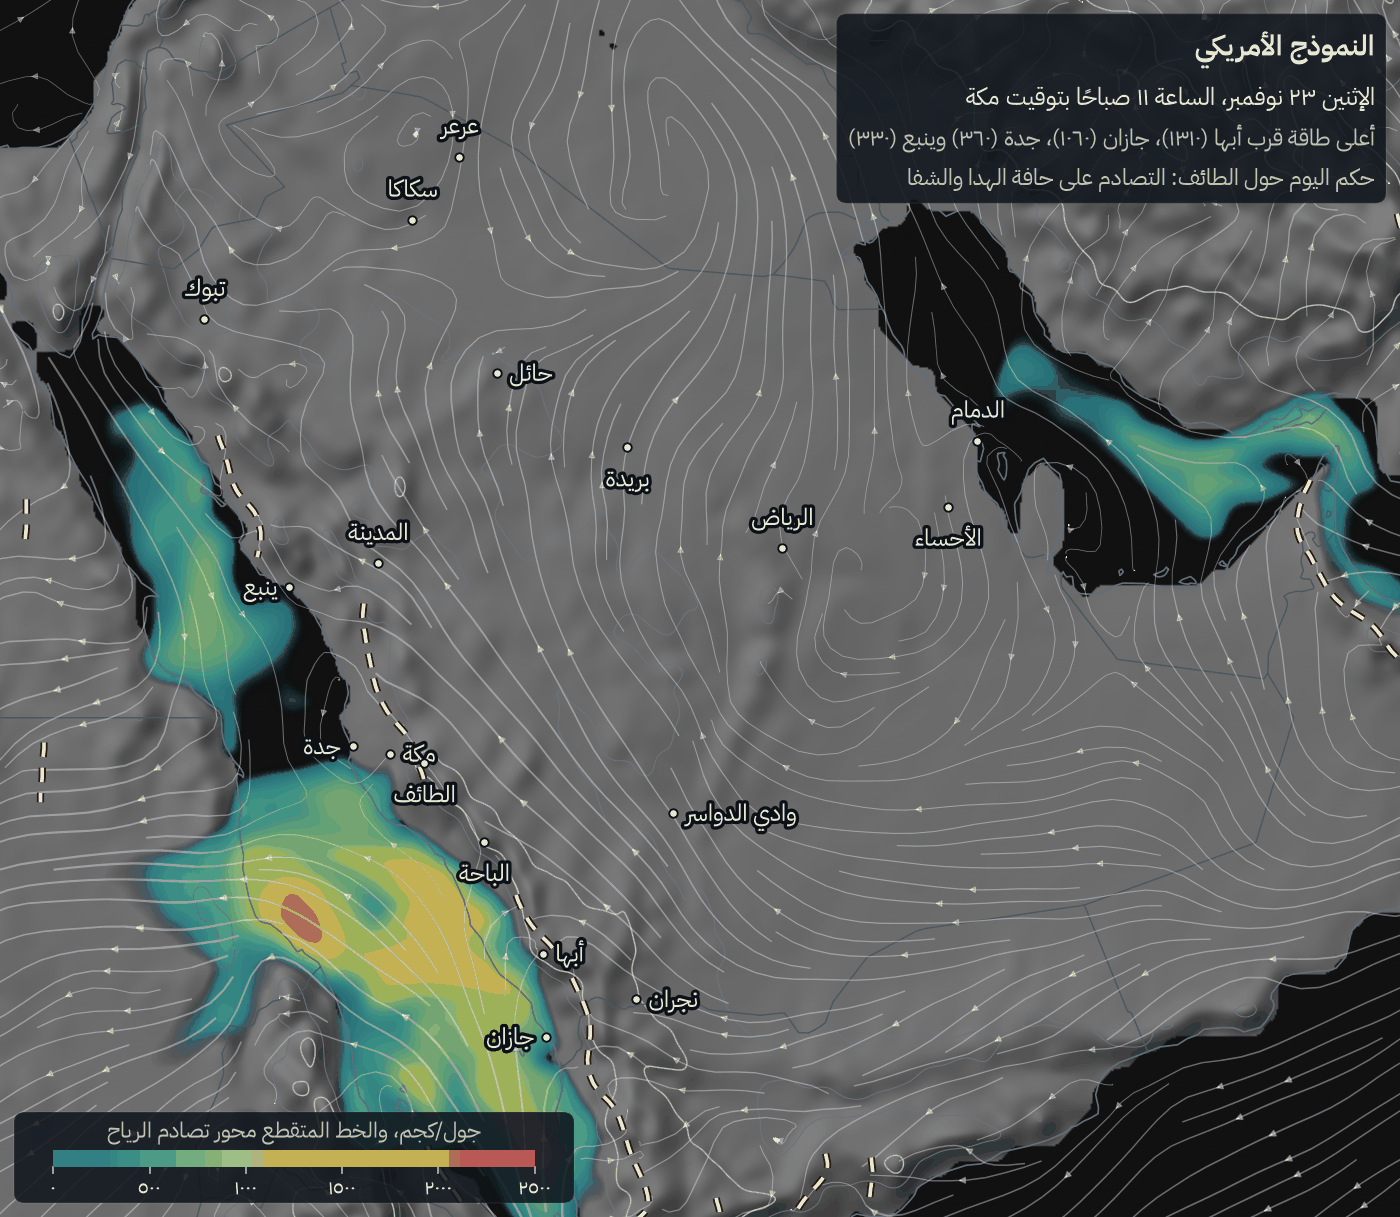 النموذج الأمريكي
الإثنين ٢٣ نوفمبر، الساعة ١١ صباحًا بتوقيت مكة
أعلى طاقة قرب أبها (١٣١٠)، جازان (١٠٦٠)، جدة (٣٦٠) وينبع (٣٣٠)
حكم اليوم حول الطائف: التصادم على حافة الهدا والشفا
عرعر
سكاكا
تبوك
حائل
الدمام
بريدة
الرياض
المدينة
الأحساء
ينبع
جدة
مكة
الطائف
وادي الدواسر
الباحة
أبها
نجران
جازان
جول/كجم، والخط المتقطع محور تصادم الرياح
٠ ٥٠٠ ١٠٠٠ ١٥٠٠ ٢٠٠٠ ٢٥٠٠